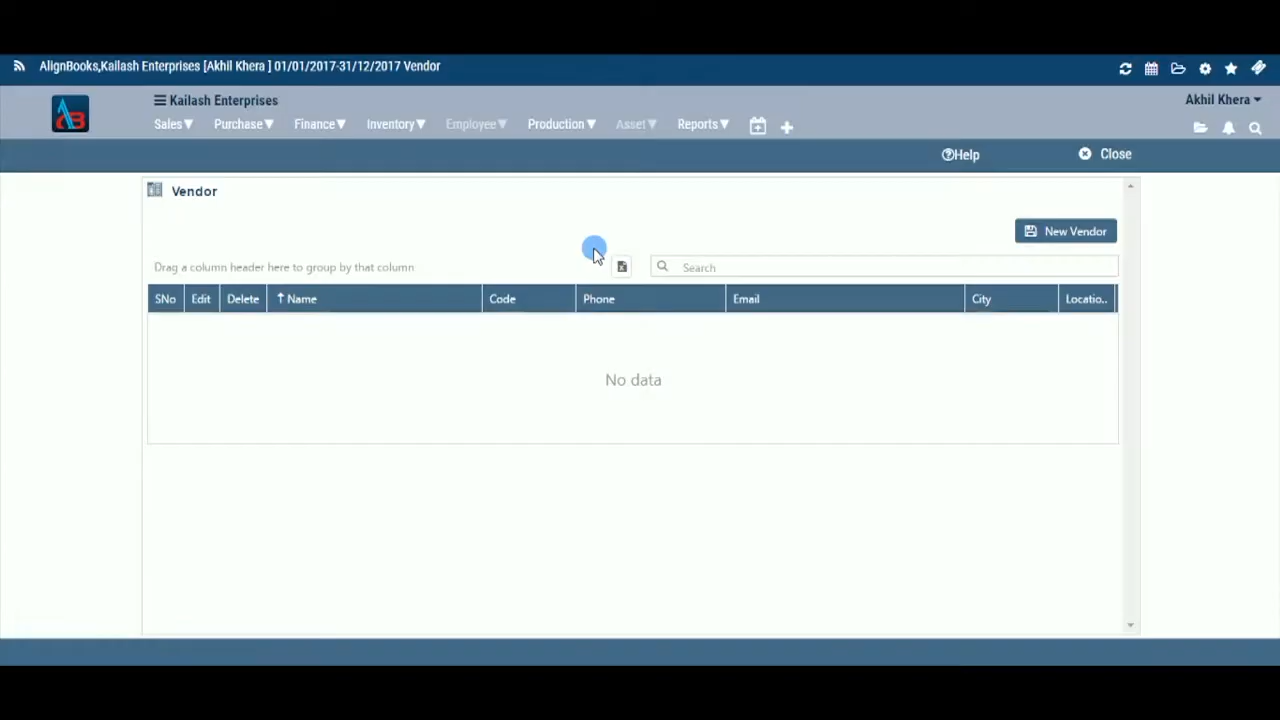 AlignBooks,Kailash Enterprises [Akhil Khera ] 01/01/2017-31/12/2017 Vendor
Kailash Enterprises
Akhil Khera
Sales Purchase Finance Inventory Employee Production Asset Reports
Help Close
Vendor
New Vendor
Drag a column header here to group by that column
Search
SNo Edit Delete Name Code Phone Email City Locatio..
No data